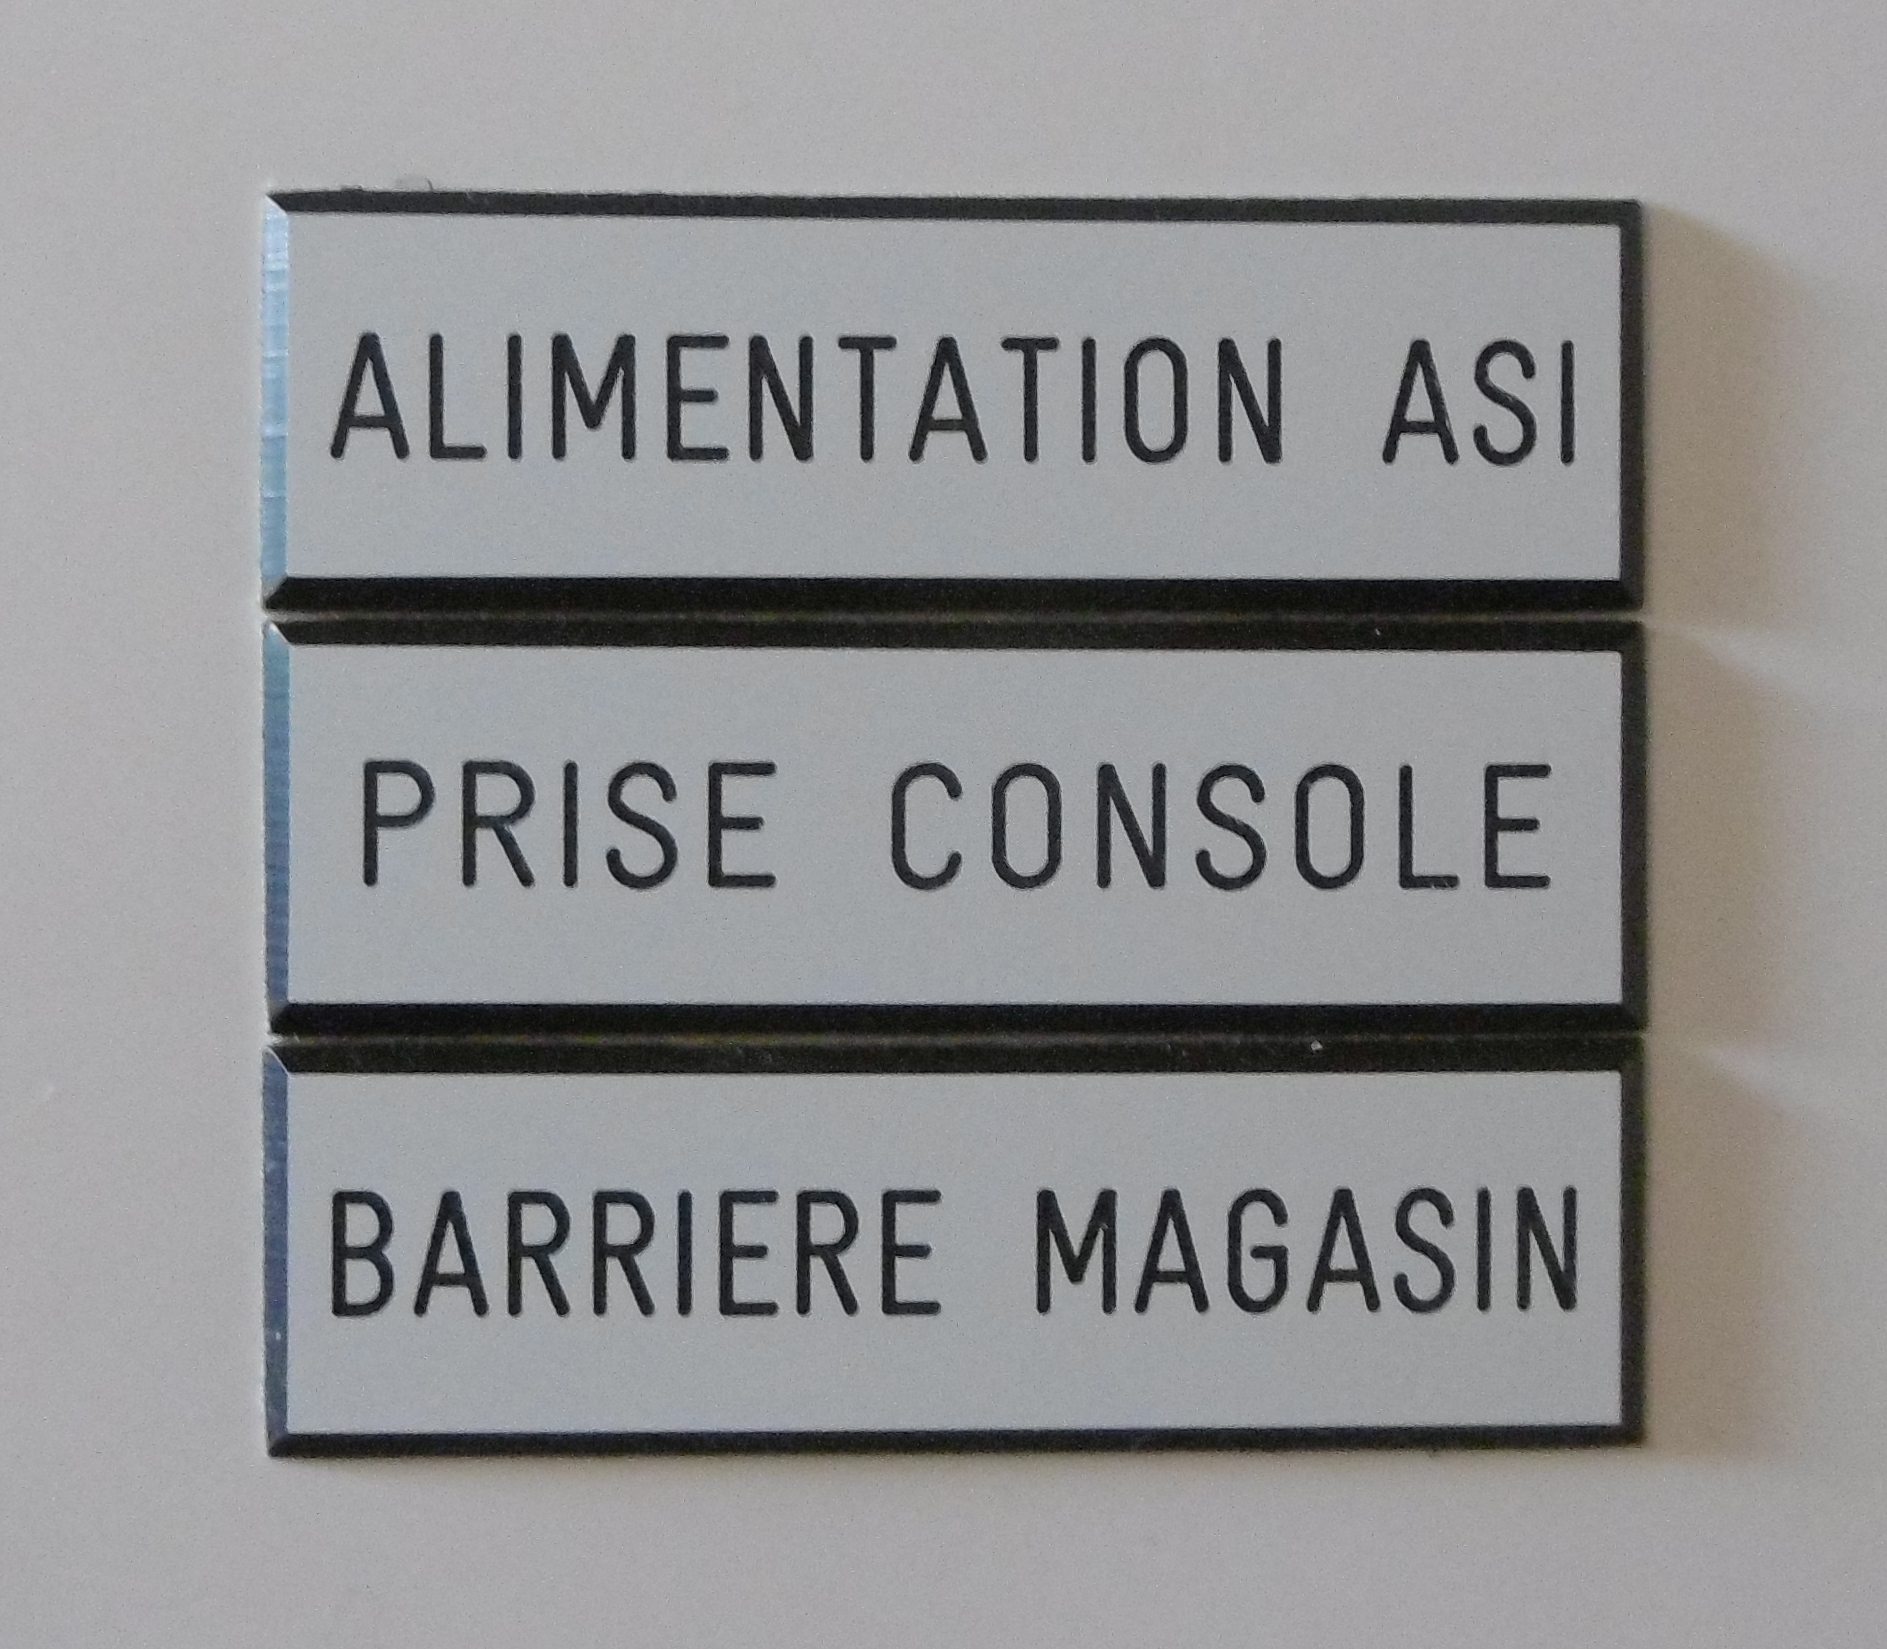 ALIMENTATION ASI
PRISE CONSOLE
BARRIERE MAGASIN